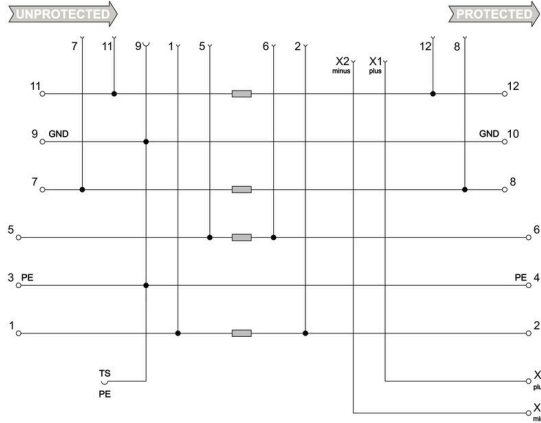 UNPROTECTED PROTECTED
7 11 9 1 5 6 2 X2 X1 12 8
minus plus
11 12
9 GND GND 10
7 8
5 6
3 PE PE 4
1 2
TS
PE
X
X